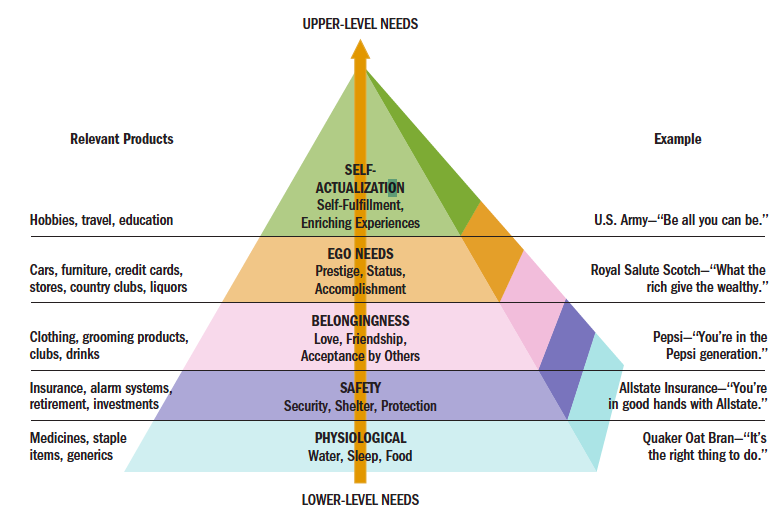 UPPER-LEVEL NEEDS
Relevant Products
Example
SELF-
ACTUALIZATION
Self-Fulfillment,
Enriching Experiences
Hobbies, travel, education
U.S. Army—“Be all you can be.”
EGO NEEDS
Prestige, Status,
Accomplishment
Cars, furniture, credit cards,
stores, country clubs, liquors
Royal Salute Scotch—“What the
rich give the wealthy.”
BELONGINGNESS
Love, Friendship,
Acceptance by Others
Clothing, grooming products,
clubs, drinks
Pepsi—“You’re in the
Pepsi generation.”
SAFETY
Security, Shelter, Protection
Insurance, alarm systems,
retirement, investments
Allstate Insurance—“You’re
in good hands with Allstate.”
PHYSIOLOGICAL
Water, Sleep, Food
Medicines, staple
items, generics
Quaker Oat Bran—“It’s
the right thing to do.”
LOWER-LEVEL NEEDS